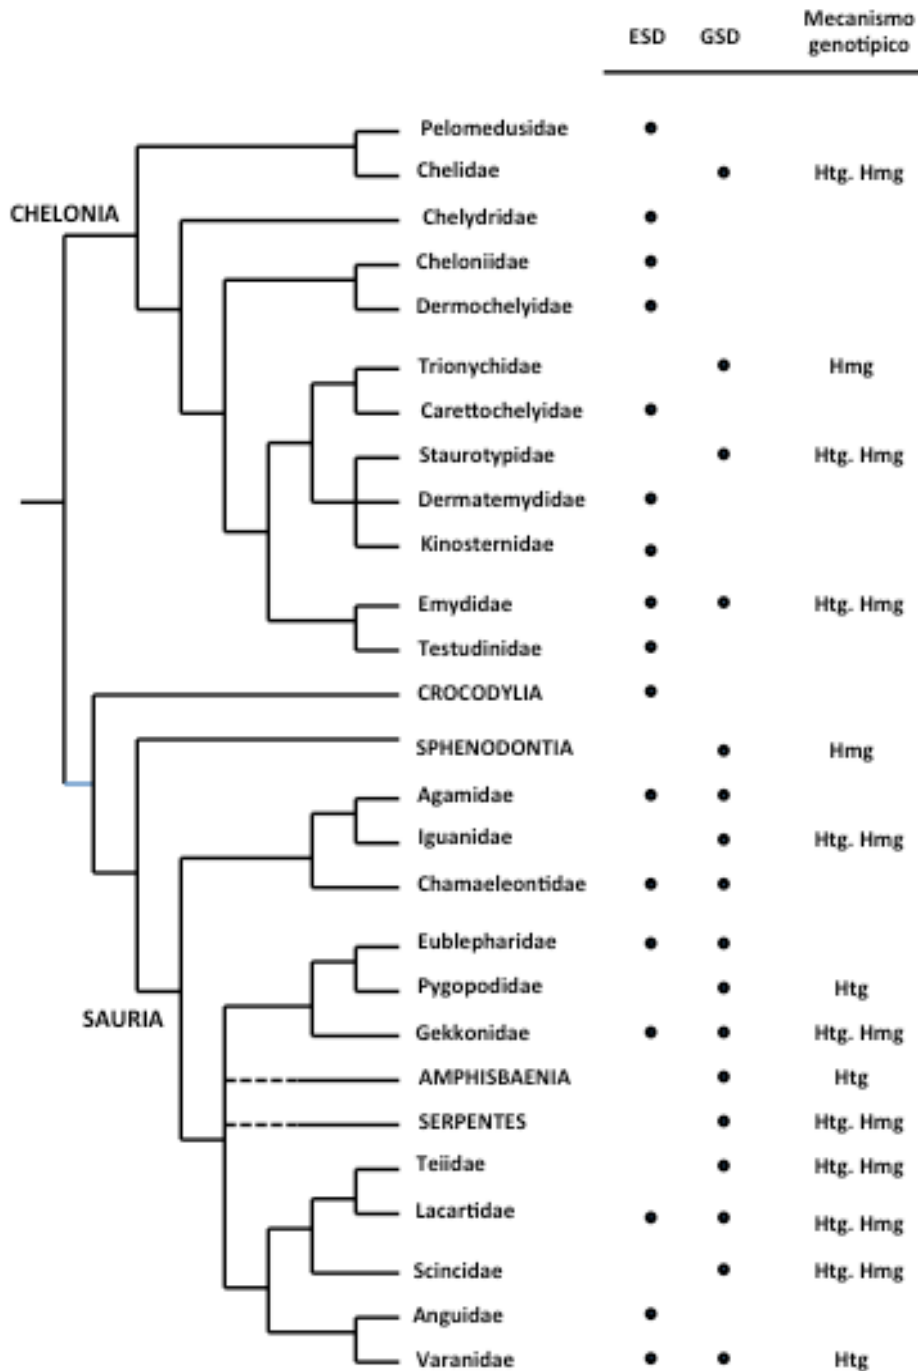 ESD GSD Mecanismo
genotípico
Pelomedusidae
Chelidae Htg. Hmg
CHELONIA
Chelydridae
Cheloniidae
Dermochelyidae
Trionychidae Hmg
Carettochelyidae
Staurotypidae Htg. Hmg
Dermatemydidae
Kinosternidae
Emydidae Htg. Hmg
Testudinidae
CROCODYLIA
SPHENODONTIA Hmg
Agamidae
Iguanidae Htg. Hmg
Chamaeleontidae
Eublepharidae
Pygopodidae Htg
SAURIA
Gekkonidae Htg. Hmg
AMPHISBAENIA Htg
SERPENTES Htg. Hmg
Teiidae Htg. Hmg
Lacartidae Htg. Hmg
Scincidae Htg. Hmg
Anguidae
Varanidae Htg